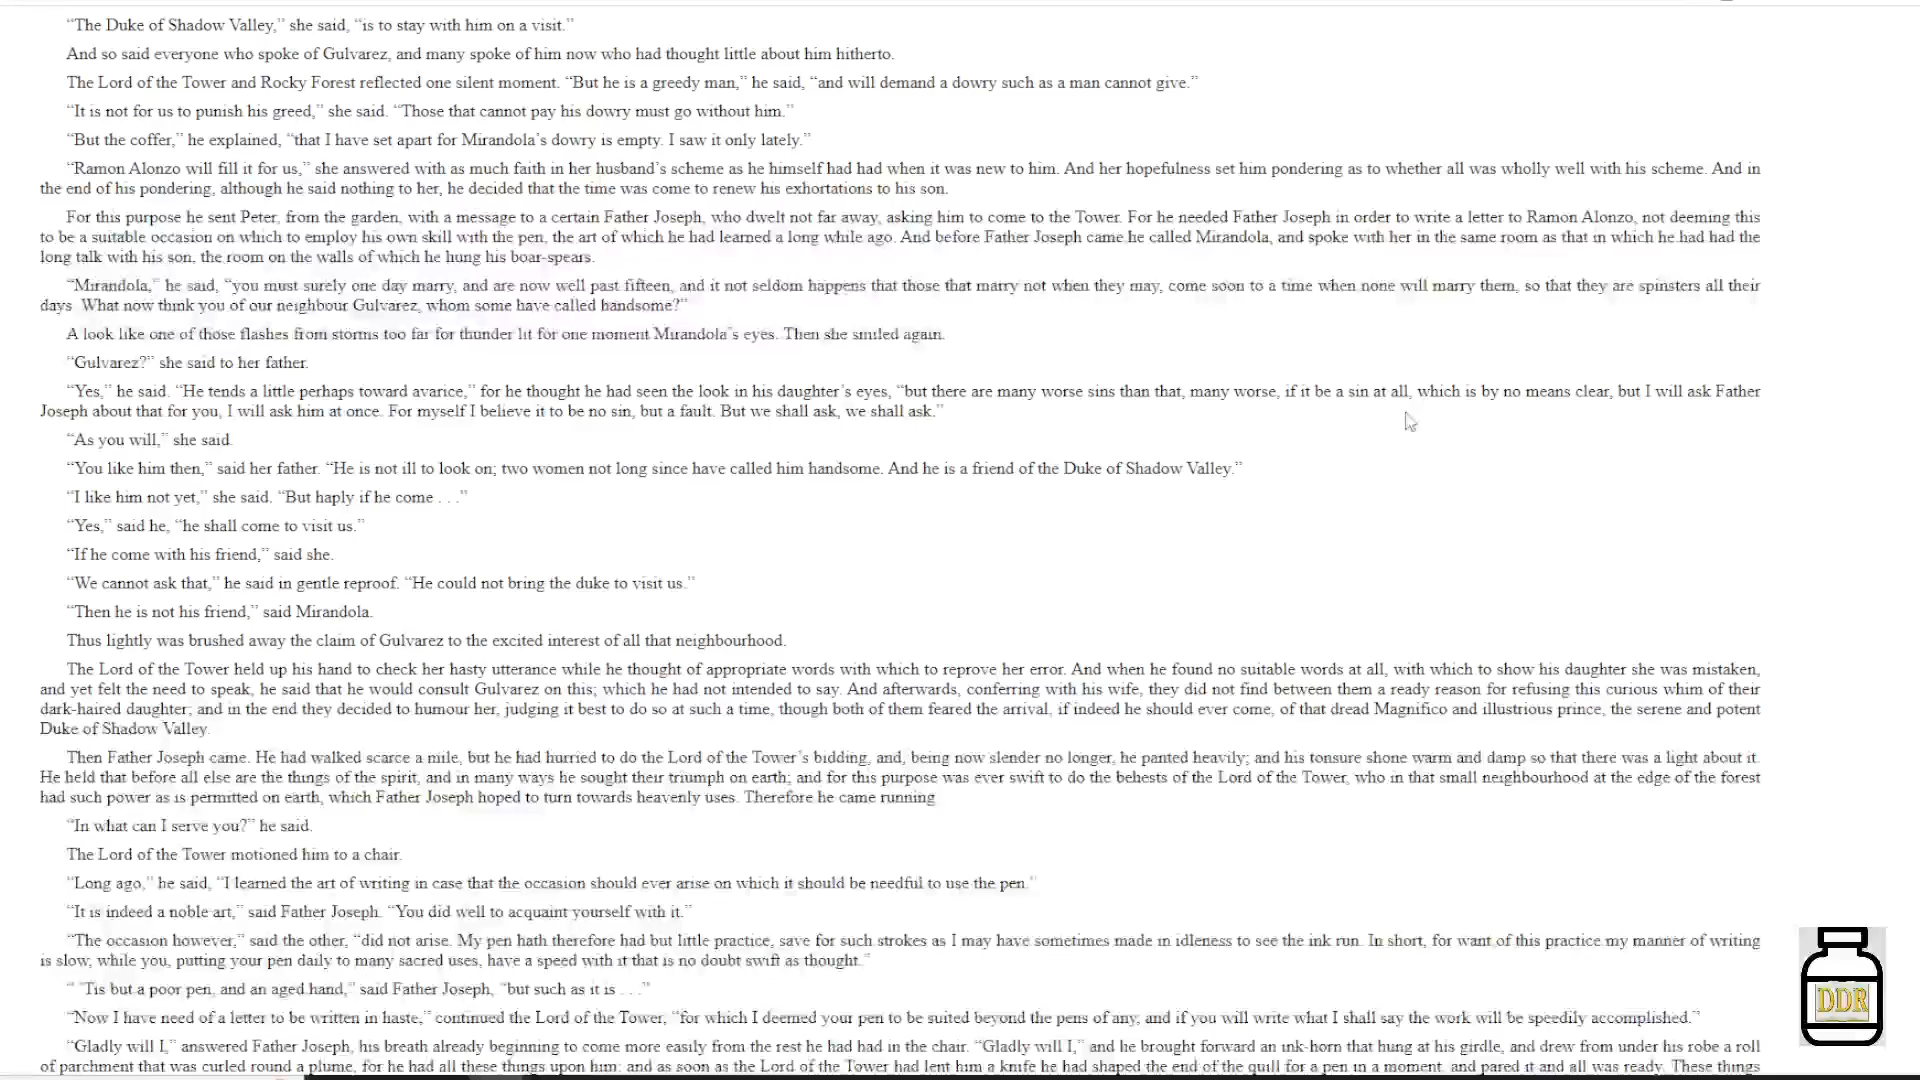 “The Duke of Shadow Valley,” she said, “is to stay with him on a visit.”
And so said everyone who spoke of Gulvarez, and many spoke of him now who had thought little about him hitherto.
The Lord of the Tower and Rocky Forest reflected one silent moment. “But he is a greedy man,” he said, “and will demand a dowry such as a man cannot give.”
“It is not for us to punish his greed,” she said. “Those that cannot pay his dowry must go without him.”
“But the coffer,” he explained, “that I have set apart for Mirandola’s dowry is empty. I saw it only lately.”
“Ramon Alonzo will fill it for us,” she answered with as much faith in her husband’s scheme as he himself had had when it was new to him. And her hopefulness set him pondering as to whether all was wholly well with his scheme. And in
the end of his pondering, although he said nothing to her, he decided that the time was come to renew his exhortations to his son.
For this purpose he sent Peter, from the garden, with a message to a certain Father Joseph, who dwelt not far away, asking him to come to the Tower. For he needed Father Joseph in order to write a letter to Ramon Alonzo, not deeming this
to be a suitable occasion on which to employ his own skill with the pen, the art of which he had learned a long while ago. And before Father Joseph came he called Mirandola, and spoke with her in the same room as that in which he had had the
long talk with his son, the room on the walls of which he hung his boar-spears.
“Mirandola,” he said, “you must surely one day marry, and are now well past fifteen, and it not seldom happens that those that marry not when they may, come soon to a time when none will marry them, so that they are spinsters all their
days. What now think you of our neighbour Gulvarez, whom some have called handsome?”
A look like one of those flashes from storms too far for thunder lit for one moment Mirandola’s eyes. Then she smiled again.
“Gulvarez?” she said to her father.
“Yes,” he said. “He tends a little perhaps toward avarice,” for he thought he had seen the look in his daughter’s eyes, “but there are many worse sins than that, many worse, if it be a sin at all, which is by no means clear, but I will ask Father
Joseph about that for you, I will ask him at once. For myself I believe it to be no sin, but a fault. But we shall ask, we shall ask.”
“As you will,” she said.
“You like him then,” said her father. “He is not ill to look on; two women not long since have called him handsome. And he is a friend of the Duke of Shadow Valley.”
“I like him not yet,” she said. “But haply if he come . . .”
“Yes,” said he, “he shall come to visit us.”
“If he come with his friend,” said she.
“We cannot ask that,” he said in gentle reproof. “He could not bring the duke to visit us.”
“Then he is not his friend,” said Mirandola.
Thus lightly was brushed away the claim of Gulvarez to the excited interest of all that neighbourhood.
The Lord of the Tower held up his hand to check her hasty utterance while he thought of appropriate words with which to reprove her error. And when he found no suitable words at all, with which to show his daughter she was mistaken,
and yet felt the need to speak, he said that he would consult Gulvarez on this; which he had not intended to say. And afterwards, conferring with his wife, they did not find between them a ready reason for refusing this curious whim of their
dark-haired daughter; and in the end they decided to humour her, judging it best to do so at such a time, though both of them feared the arrival, if indeed he should ever come, of that dread Magnifico and illustrious prince, the serene and potent
Duke of Shadow Valley.
Then Father Joseph came. He had walked scarce a mile, but he had hurried to do the Lord of the Tower’s bidding, and, being now slender no longer, he panted heavily; and his tonsure shone warm and damp so that there was a light about it.
He held that before all else are the things of the spirit, and in many ways he sought their triumph on earth; and for this purpose was ever swift to do the behests of the Lord of the Tower, who in that small neighbourhood at the edge of the forest
had such power as is permitted on earth, which Father Joseph hoped to turn towards heavenly uses. Therefore he came running
“In what can I serve you?” he said.
The Lord of the Tower motioned him to a chair.
“Long ago,” he said, “I learned the art of writing in case that the occasion should ever arise on which it should be needful to use the pen.”
“It is indeed a noble art,” said Father Joseph. “You did well to acquaint yourself with it.”
“The occasion however,” said the other, “did not arise. My pen hath therefore had but little practice, save for such strokes as I may have sometimes made in idleness to see the ink run. In short, for want of this practice my manner of writing
is slow; while you, putting your pen daily to many sacred uses, have a speed with it that is no doubt swift as thought.”
“ ’Tis but a poor pen, and an aged hand,” said Father Joseph, “but such as it is . . .”
“Now I have need of a letter to be written in haste,” continued the Lord of the Tower, “for which I deemed your pen to be suited beyond the pens of any; and if you will write what I shall say the work will be speedily accomplished.”
“Gladly will I,” answered Father Joseph, his breath already beginning to come more easily from the rest he had had in the chair. “Gladly will I,” and he brought forward an ink-horn that hung at his girdle, and drew from under his robe a roll
of parchment that was curled round a plume, for he had all these things upon him; and as soon as the Lord of the Tower had lent him a knife he had shaped the end of the quill for a pen in a moment, and pared it and all was ready. These things
DDR